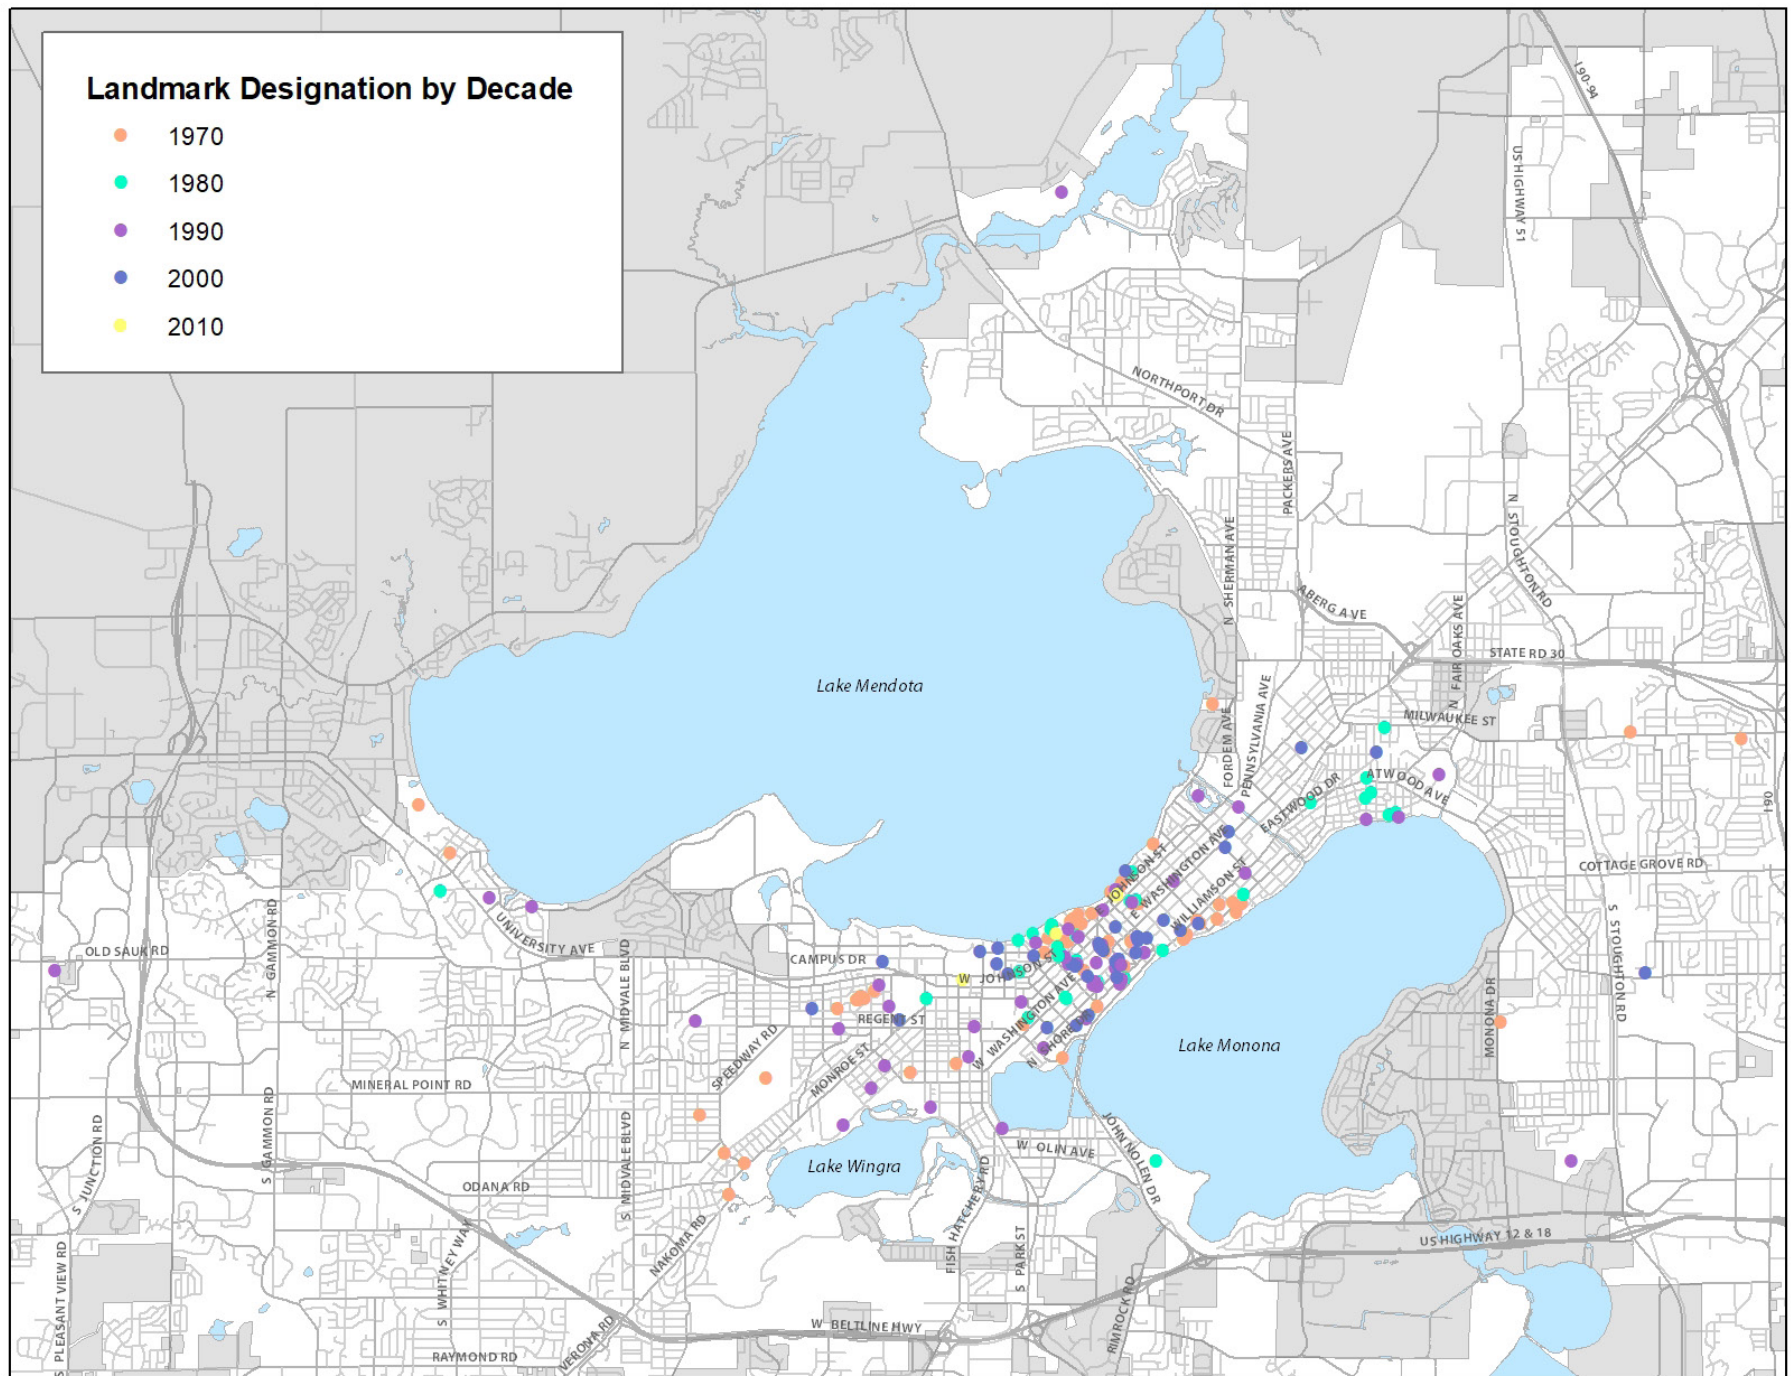 Landmark Designation by Decade
1970
1980
1990
2000
2010
I 90-94
US HIGHWAY 51
NORTHPORT DR
PACKERS AVE
N SHERMAN AVE
N STOUGHTON RD
ABERG AVE
N FAIR OAKS AVE
STATE RD 30
Lake Mendota
PENNSYLVANIA AVE
FORDEM AVE
MILWAUKEE ST
ATWOOD AVE
EASTWOOD DR
I 90
E JOHNSON ST
E WASHINGTON AVE
WILLIAMSON ST
COTTAGE GROVE RD
S STOUGHTON RD
OLD SAUK RD
N GAMMON RD
UNIVERSITY AVE
N MIDVALE BLVD
CAMPUS DR
W JOHNSON ST
REGENT ST
W WASHINGTON AVE
N SHORE DR
MONONA DR
Lake Monona
SPEEDWAY RD
MONROE ST
MINERAL POINT RD
S GAMMON RD
S JUNCTION RD
S MIDVALE BLVD
JOHN NOLEN DR
W OLIN AVE
Lake Wingra
ODANA RD
FISH HATCHERY RD
S PARK ST
NAKOMA RD
S WHITNEY WAY
S PLEASANT VIEW RD
US HIGHWAY 12 & 18
RIMROCK RD
W BELTLINE HWY
VERONA RD
RAYMOND RD